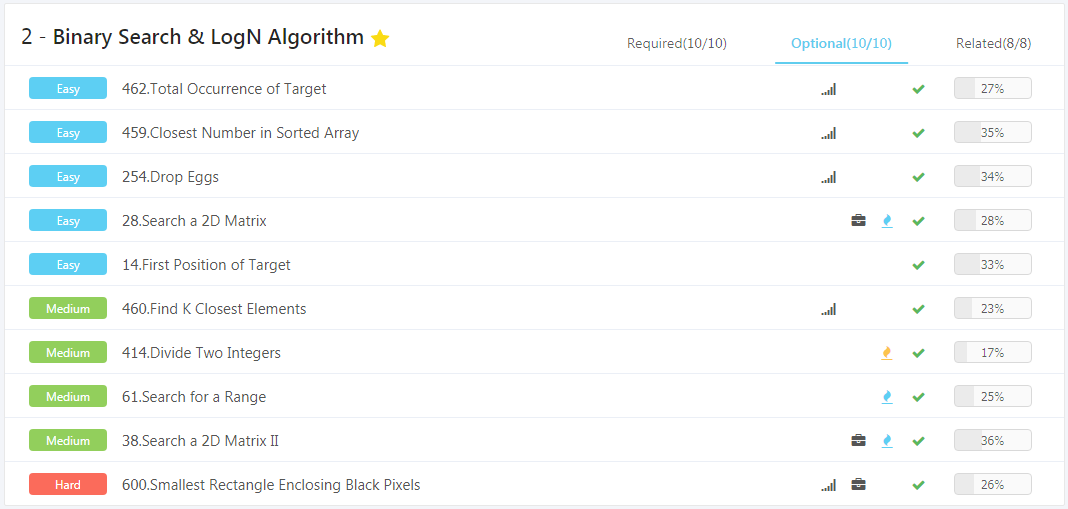 2 - Binary Search & LogN Algorithm Required(10/10) Optional(10/10) Related(8/8)
Easy 462.Total Occurrence of Target 27%
Easy 459.Closest Number in Sorted Array 35%
Easy 254.Drop Eggs 34%
Easy 28.Search a 2D Matrix 28%
Easy 14.First Position of Target 33%
Medium 460.Find K Closest Elements 23%
Medium 414.Divide Two Integers 17%
Medium 61.Search for a Range 25%
Medium 38.Search a 2D Matrix II 36%
Hard 600.Smallest Rectangle Enclosing Black Pixels 26%